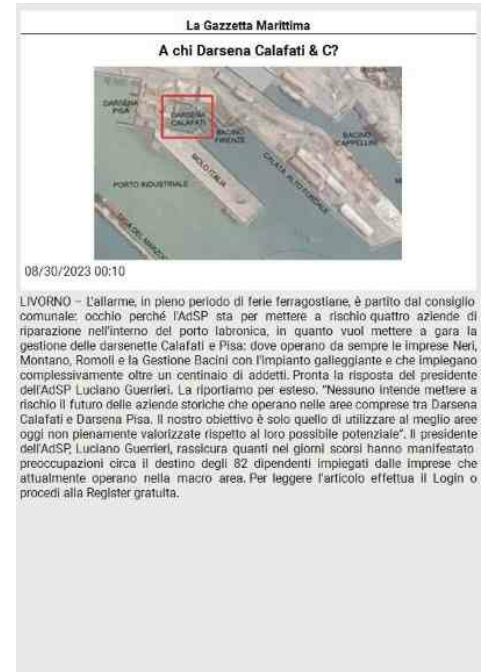 La Gazzetta Marittima
A chi Darsena Calafati & C?
DARSENA
PISA
DARSENA
CALAFATI
BACINO
FIRENZE
BACINO
CAPPELLINI
MOLO ITALIA
CALATA ALTO FONDALE
PORTO INDUSTRIALE
08/30/2023 00:10
LIVORNO – L'allarme, in pieno periodo di ferie ferragostiane, è partito dal consiglio
comunale: occhio perché l'AdSP sta per mettere a rischio quattro aziende di
riparazione nell'interno del porto labronica, in quanto vuol mettere a gara la
gestione delle darsenette Calafati e Pisa: dove operano da sempre le imprese Neri,
Montano, Romoli e la Gestione Bacini con l'impianto galleggiante e che impiegano
complessivamente oltre un centinaio di addetti. Pronta la risposta del presidente
dell'AdSP Luciano Guerrieri. La riportiamo per esteso. "Nessuno intende mettere a
rischio il futuro delle aziende storiche che operano nelle aree comprese tra Darsena
Calafati e Darsena Pisa. Il nostro obiettivo è solo quello di utilizzare al meglio aree
oggi non pienamente valorizzate rispetto al loro possibile potenziale". Il presidente
dell'AdSP, Luciano Guerrieri, rassicura quanti nei giorni scorsi hanno manifestato
preoccupazioni circa il destino degli 82 dipendenti impiegati dalle imprese che
attualmente operano nella macro area. Per leggere l'articolo effettua il Login o
procedi alla Register gratuita.